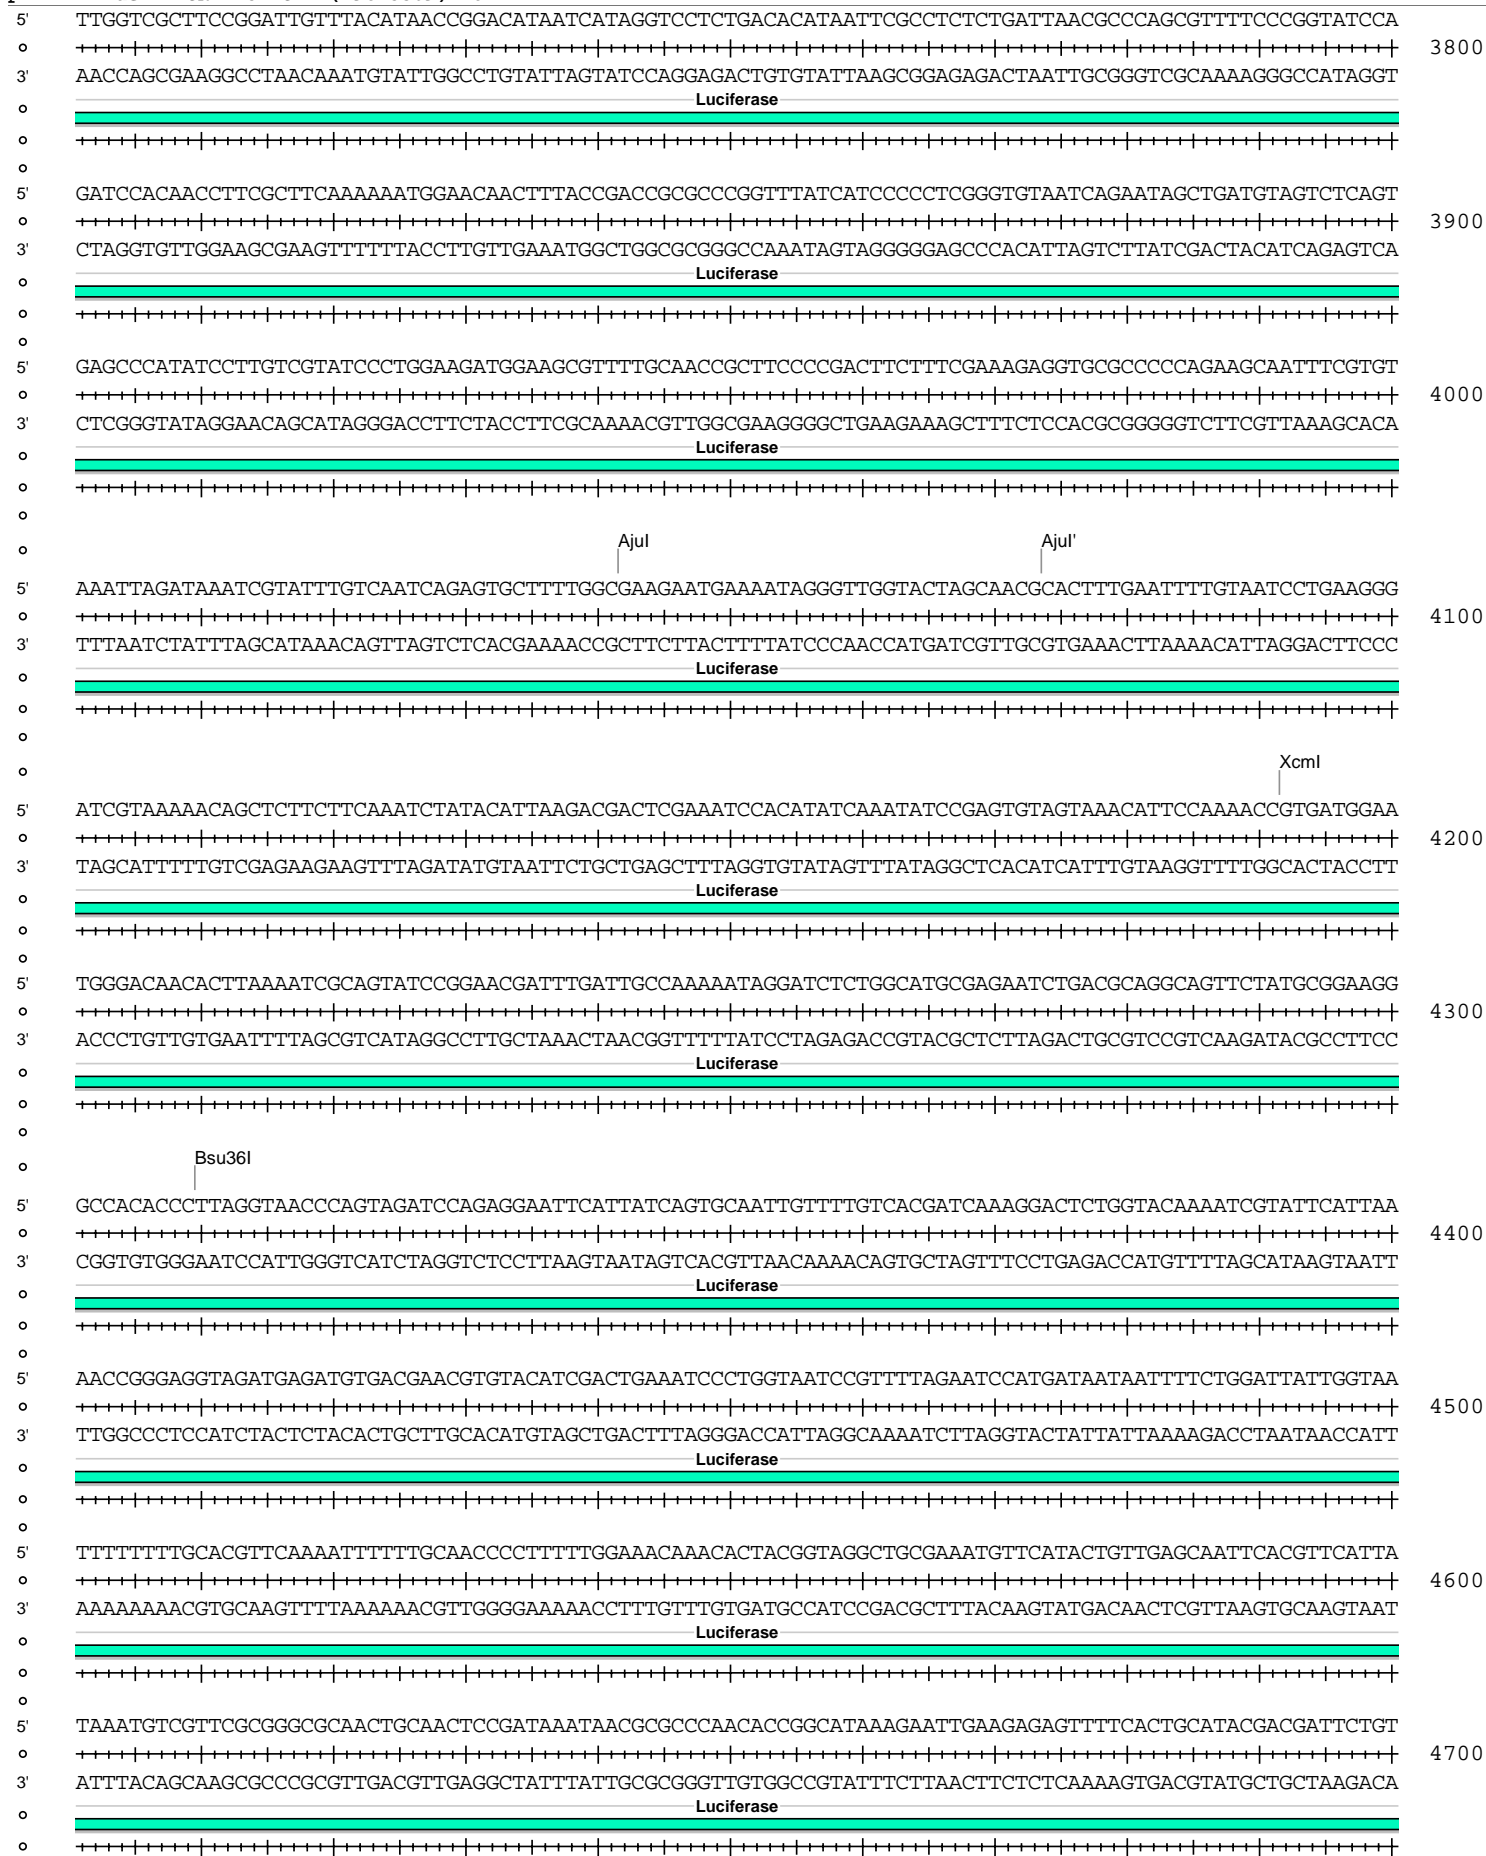 5' TTGGTCGCTTCCGGATTGTTTACATAACCGGACATAATCATAGGTCCTCTGACACATAATTCGCCTCTCTGATTAACGCCCAGCGTTTTCCCGGTATCCA
3800
3' AACCAGCGAAGGCCTAACAAATGTATTGGCCTGTATTAGTATCCAGGAGACTGTGTATTAAGCGGAGAGACTAATTGCGGGTCGCAAAAGGGCCATAGGT
Luciferase
5' GATCCACAACCTTCGCTTCAAAAAATGGAACAACTTTACCGACCGCGCCCGGTTTATCATCCCCCTCGGGTGTAATCAGAATAGCTGATGTAGTCTCAGT
3900
3' CTAGGTGTTGGAAGCGAAGTTTTTTACCTTGTTGAAATGGCTGGCGCGGGCCAAATAGTAGGGGGAGCCCACATTAGTCTTATCGACTACATCAGAGTCA
Luciferase
5' GAGCCCATATCCTTGTCGTATCCCTGGAAGATGGAAGCGTTTTGCAACCGCTTCCCCGACTTCTTTCGAAAGAGGTGCGCCCCCAGAAGCAATTTCGTGT
4000
3' CTCGGGTATAGGAACAGCATAGGGACCTTCTACCTTCGCAAAACGTTGGCGAAGGGGCTGAAGAAAGCTTTCTCCACGCGGGGGTCTTCGTTAAAGCACA
Luciferase
AjuI AjuI'
5' AAATTAGATAAATCGTATTTGTCAATCAGAGTGCTTTTGGCGAAGAATGAAAATAGGGTTGGTACTAGCAACGCACTTTGAATTTTGTAATCCTGAAGGG
4100
3' TTTAATCTATTTAGCATAAACAGTTAGTCTCACGAAAACCGCTTCTTACTTTTATCCCAACCATGATCGTTGCGTGAAACTTAAAACATTAGGACTTCCC
Luciferase
XcmI
5' ATCGTAAAAACAGCTCTTCTTCAAATCTATACATTAAGACGACTCGAAATCCACATATCAAATATCCGAGTGTAGTAAACATTCCAAAACCGTGATGGAA
4200
3' TAGCATTTTTGTCGAGAAGAAGTTTAGATATGTAATTCTGCTGAGCTTTAGGTGTATAGTTTATAGGCTCACATCATTTGTAAGGTTTTGGCACTACCTT
Luciferase
5' TGGGACAACACTTAAAATCGCAGTATCCGGAACGATTTGATTGCCAAAAATAGGATCTCTGGCATGCGAGAATCTGACGCAGGCAGTTCTATGCGGAAGG
4300
3' ACCCTGTTGTGAATTTTAGCGTCATAGGCCTTGCTAAACTAACGGTTTTTATCCTAGAGACCGTACGCTCTTAGACTGCGTCCGTCAAGATACGCCTTCC
Luciferase
Bsu36I
5' GCCACACCCTTAGGTAACCCAGTAGATCCAGAGGAATTCATTATCAGTGCAATTGTTTTGTCACGATCAAAGGACTCTGGTACAAAATCGTATTCATTAA
4400
3' CGGTGTGGGAATCCATTGGGTCATCTAGGTCTCCTTAAGTAATAGTCACGTTAACAAAACAGTGCTAGTTTCCTGAGACCATGTTTTAGCATAAGTAATT
Luciferase
5' AACCGGGAGGTAGATGAGATGTGACGAACGTGTACATCGACTGAAATCCCTGGTAATCCGTTTTAGAATCCATGATAATAATTTTCTGGATTATTGGTAA
4500
3' TTGGCCCTCCATCTACTCTACACTGCTTGCACATGTAGCTGACTTTAGGGACCATTAGGCAAAATCTTAGGTACTATTATTAAAAGACCTAATAACCATT
Luciferase
5' TTTTTTTTGCACGTTCAAAATTTTTTGCAACCCCTTTTTGGAAACAAACACTACGGTAGGCTGCGAAATGTTCATACTGTTGAGCAATTCACGTTCATTA
4600
3' AAAAAAAACGTGCAAGTTTTAAAAAACGTTGGGGAAAAACCTTTGTTTGTGATGCCATCCGACGCTTTACAAGTATGACAACTCGTTAAGTGCAAGTAAT
Luciferase
5' TAAATGTCGTTCGCGGGCGCAACTGCAACTCCGATAAATAACGCGCCCAACACCGGCATAAAGAATTGAAGAGAGTTTTCACTGCATACGACGATTCTGT
4700
3' ATTTACAGCAAGCGCCCGCGTTGACGTTGAGGCTATTTATTGCGCGGGTTGTGGCCGTATTTCTTAACTTCTCTCAAAAGTGACGTATGCTGCTAAGACA
Luciferase